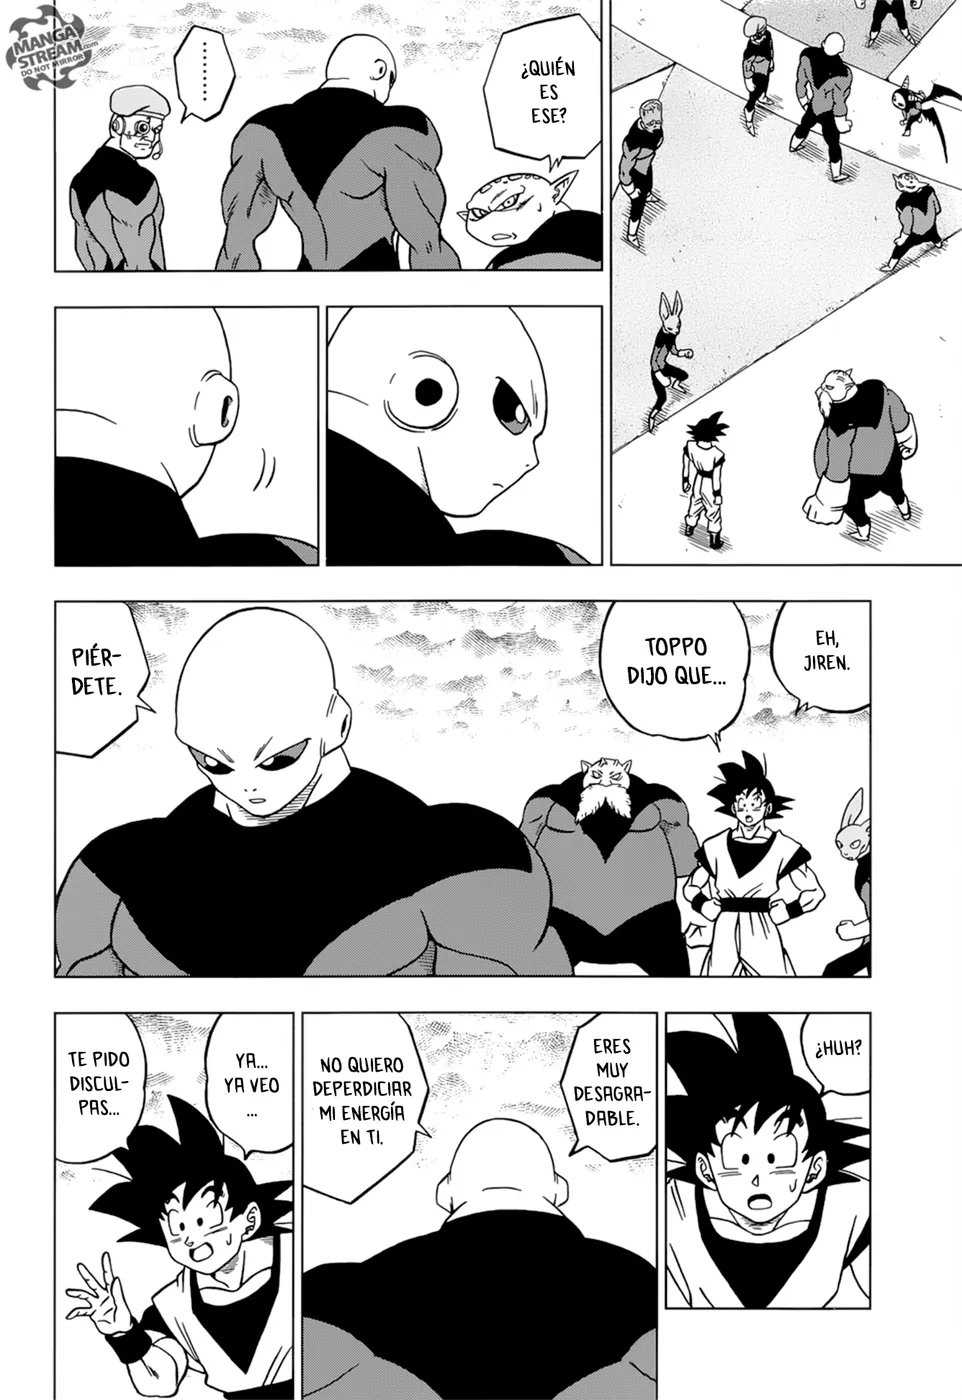 MANGA
STREAM.com
DO NOT MIRROR!
¿QUIÉN
ES
ESE?
........
EH,
JIREN.
TOPPO
DIJO QUE...
PIÉR-
DETE.
¿HUH?
ERES
MUY
DESAGRA-
DABLE.
NO QUIERO
DEPERDICIAR
MI ENERGÍA
EN TI.
YA...
YA VEO
...
TE PIDO
DISCUL-
PAS...